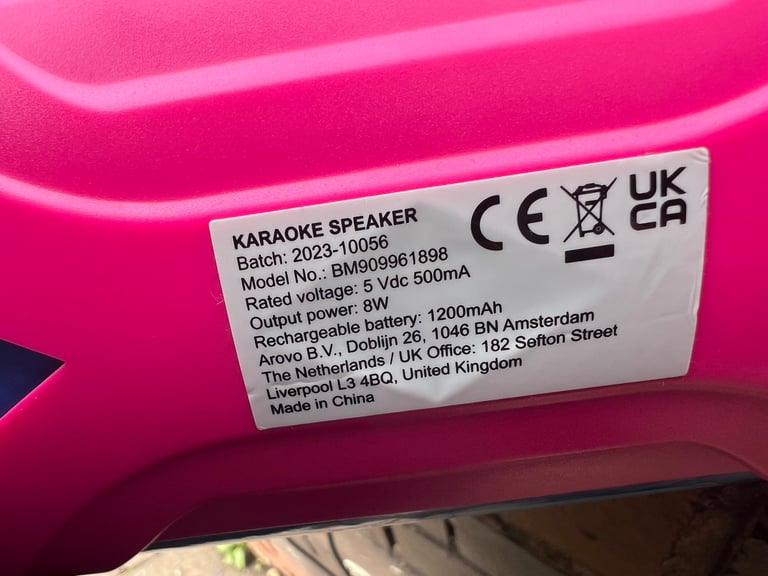 KARAOKE SPEAKER
Batch: 2023-10056
Model No.: BM909961898
Rated voltage: 5 Vdc 500mA
Output power: 8W
Rechargeable battery: 1200mAh
Arovo B.V., Doblijn 26, 1046 BN Amsterdam
The Netherlands / UK Office: 182 Sefton Street
Liverpool L3 4BQ, United Kingdom
Made in China
CE
UK
CA